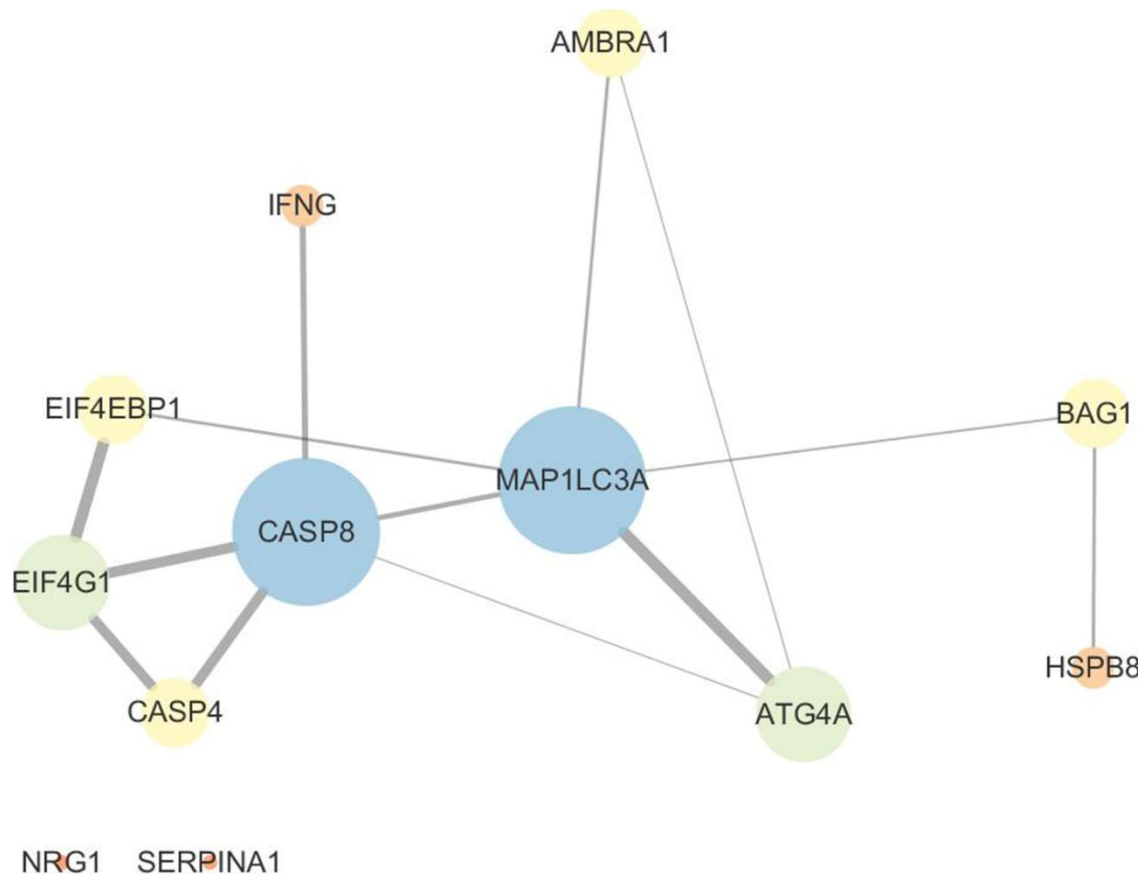 AMBRA1
IFNG
EIF4EBP1
BAG1
MAP1LC3A
CASP8
EIF4G1
HSPB8
CASP4
ATG4A
NRG1
SERPINA1